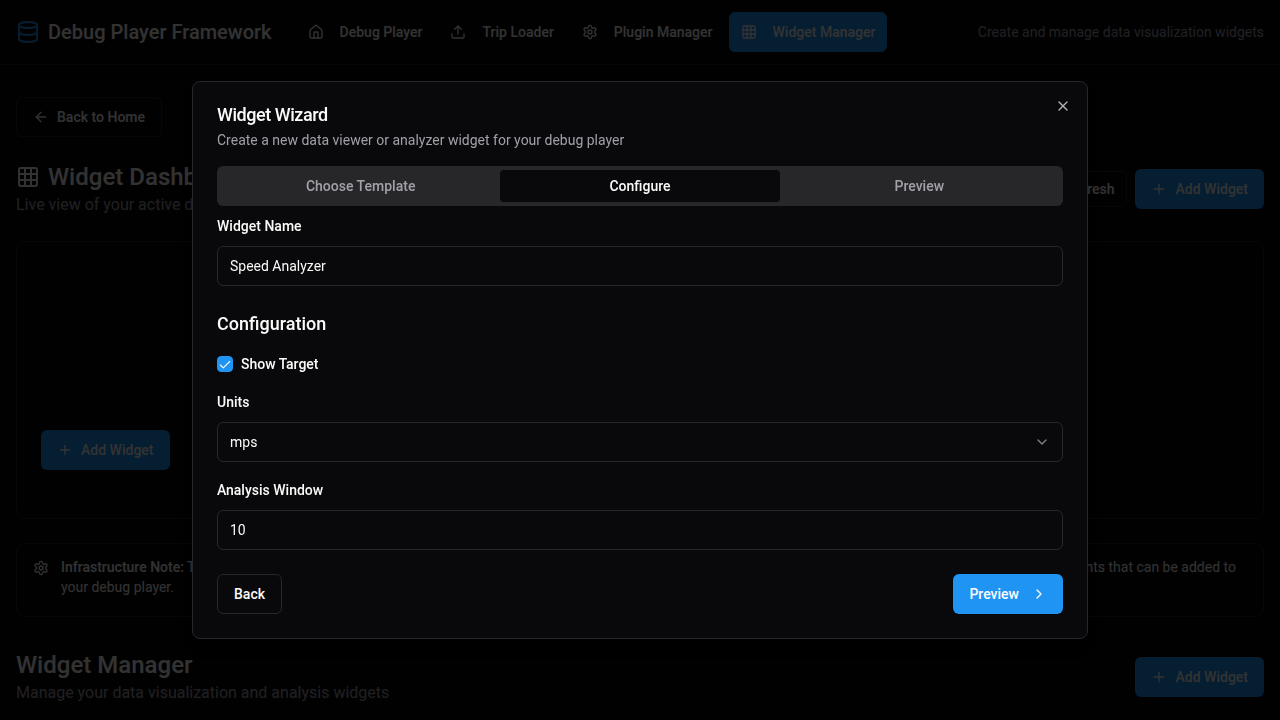 Debug Player Framework
Debug Player
Trip Loader
Plugin Manager
Widget Manager
Create and manage data visualization widgets
Back to Home
Widget Wizard
Create a new data viewer or analyzer widget for your debug player
Widget Dashb
Live view of your active d
resh
Add Widget
Choose Template
Configure
Preview
Widget Name
Speed Analyzer
Configuration
Show Target
Units
mps
Add Widget
Analysis Window
10
Infrastructure Note: T
nts that can be added to
your debug player.
Back
Preview
Widget Manager
Manage your data visualization and analysis widgets
Add Widget